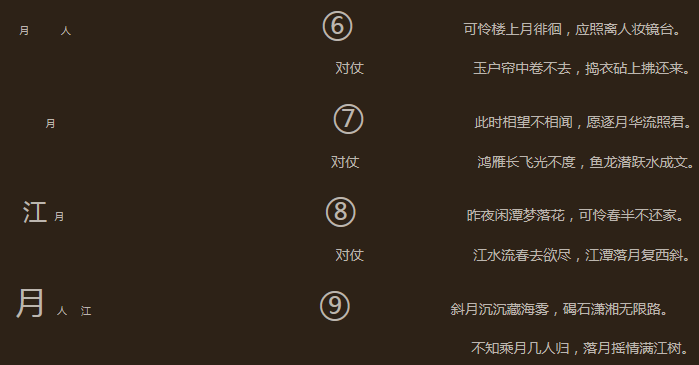 月 人 ⑥ 可怜楼上月徘徊，应照离人妆镜台。
对仗 玉户帘中卷不去，捣衣砧上拂还来。
月 ⑦ 此时相望不相闻，愿逐月华流照君。
对仗 鸿雁长飞光不度，鱼龙潜跃水成文。
江 月 ⑧ 昨夜闲潭梦落花，可怜春半不还家。
对仗 江水流春去欲尽，江潭落月复西斜。
月 人 江 ⑨ 斜月沉沉藏海雾，碣石潇湘无限路。
不知乘月几人归，落月摇情满江树。